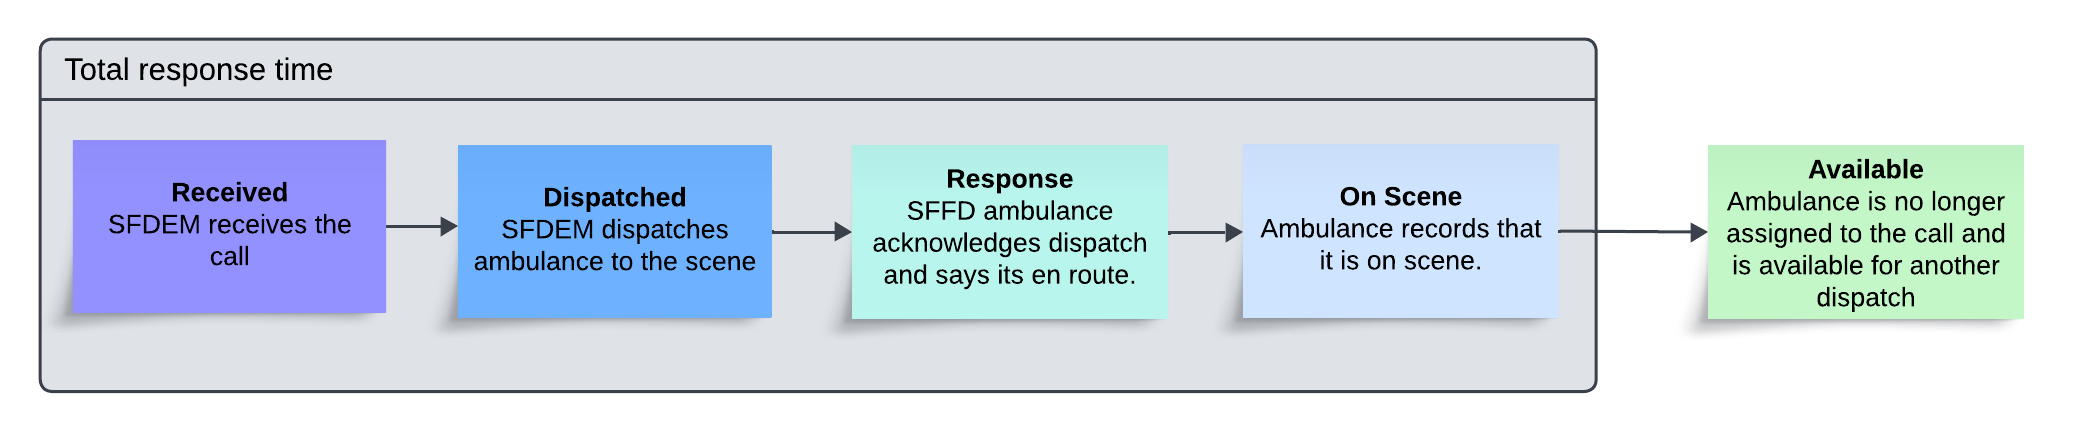 Total response time
Received
SFDEM receives the
call
Dispatched
SFDEM dispatches
ambulance to the scene
Response
SFFD ambulance
acknowledges dispatch
and says its en route.
On Scene
Ambulance records that
it is on scene.
Available
Ambulance is no longer
assigned to the call and
is available for another
dispatch